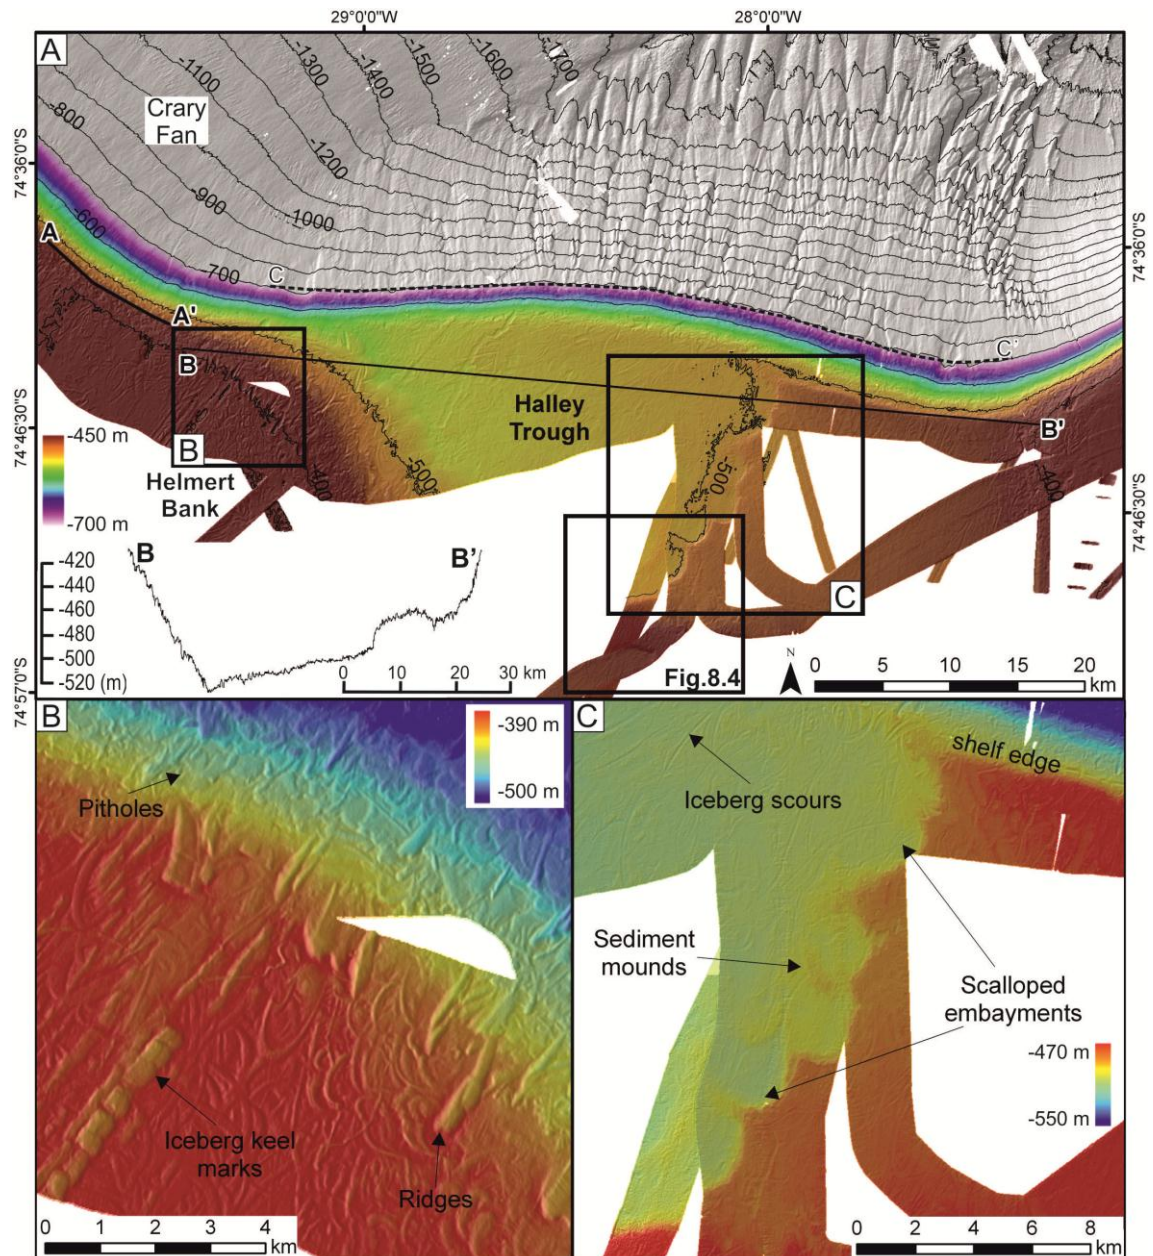 29°0'0"W
28°0'0"W
A
-1100
-1300
-1400
-1500
-1600
-1700
Crary
Fan
-800
-1200
-900
-1000
74°36'0"S
74°36'0"S
-600
A
-700
C
C'
A'
B
Halley
Trough
B'
74°46'30"S
74°46'30"S
-450 m
-700 m
B
Helmert
Bank
-400
-500
-500
-400
C
B
B'
-420
-440
-460
-480
-500
-520 (m)
0 10 20 30 km
Fig.8.4
N
0 5 10 15 20
km
74°57'0"S
B
-390 m
-500 m
Pitholes
Iceberg keel
marks
Ridges
0 1 2 3 4
km
C
shelf edge
Iceberg scours
Sediment
mounds
Scalloped
embayments
-470 m
-550 m
0 2 4 6 8
km